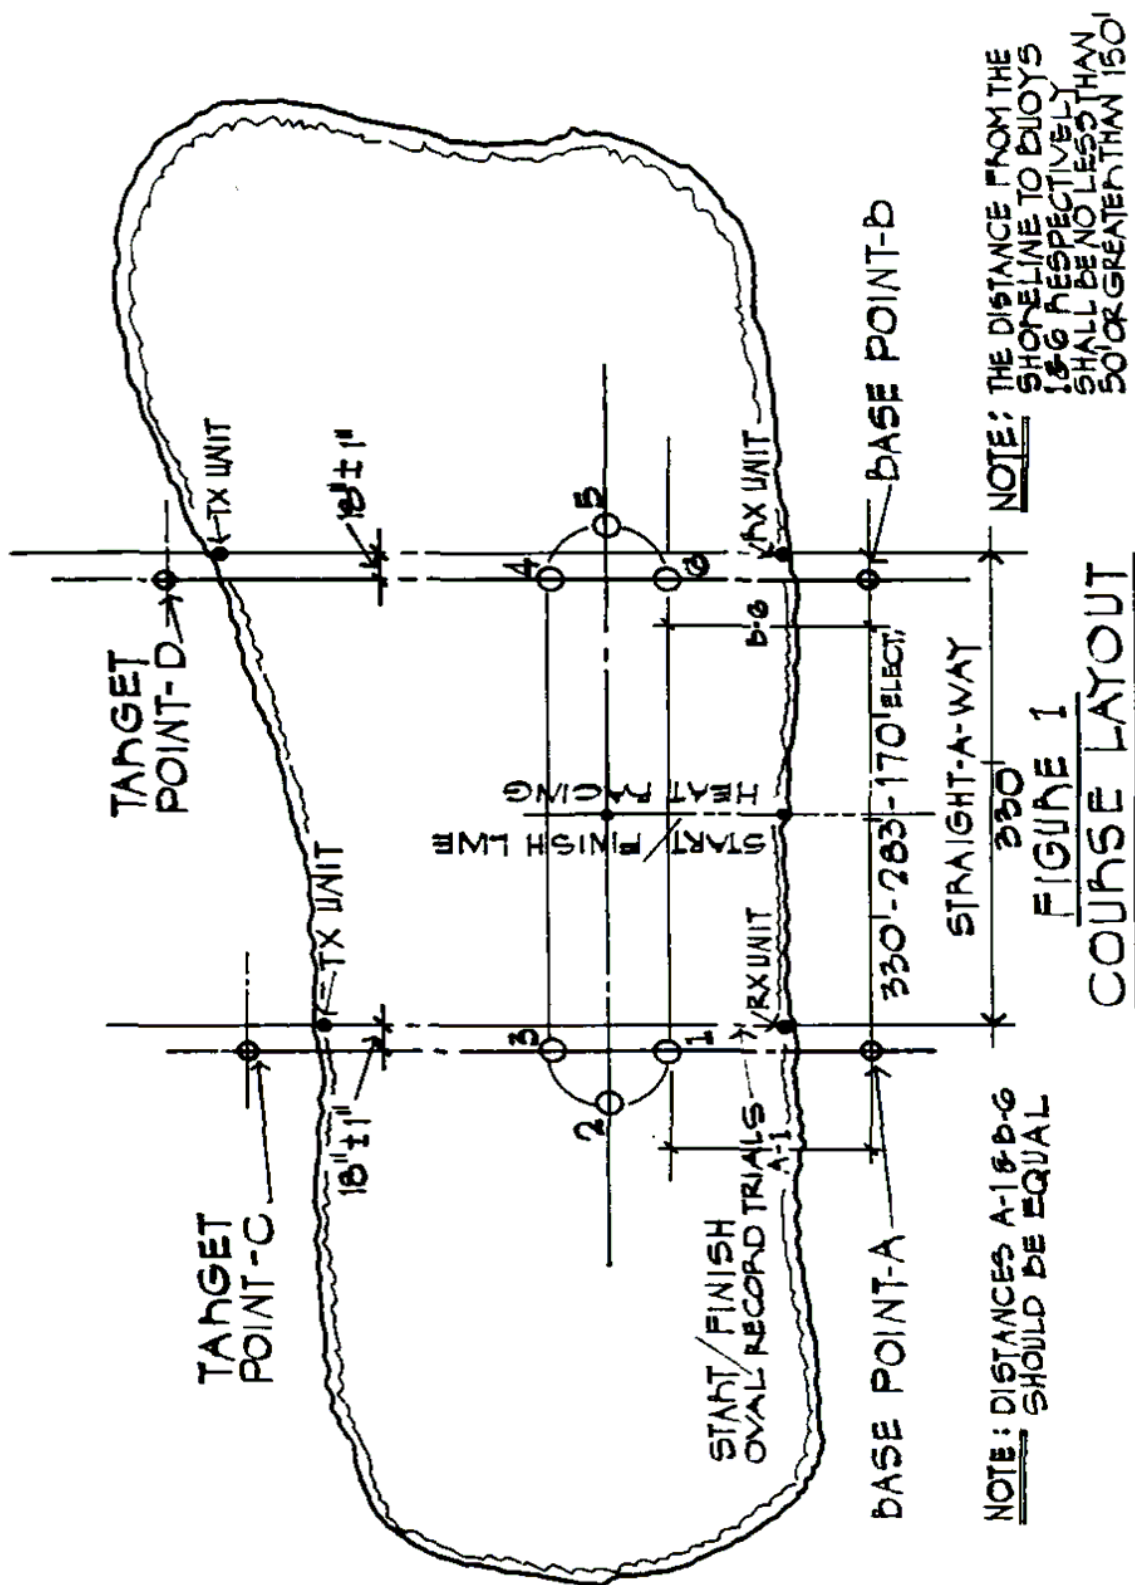 TARGET
POINT-C
TARGET
POINT-D
TX UNIT
TX UNIT
18"±1"
18"±1"
3
4
2
5
1
6
START/FINISH LINE
HEAT RACING
START/FINISH
OVAL RECORD TRIALS
A-1
B-6
RX UNIT
RX UNIT
BASE POINT-A
BASE POINT-B
330'-283'-170' ELECT,
STRAIGHT-A-WAY
330'
NOTE: DISTANCES A-1 & B-6
SHOULD BE EQUAL
FIGURE 1
COURSE LAYOUT
NOTE: THE DISTANCE FROM THE
SHORELINE TO BUOYS
1&6 RESPECTIVELY
SHALL BE NO LESS THAN
50' OR GREATER THAN 150'